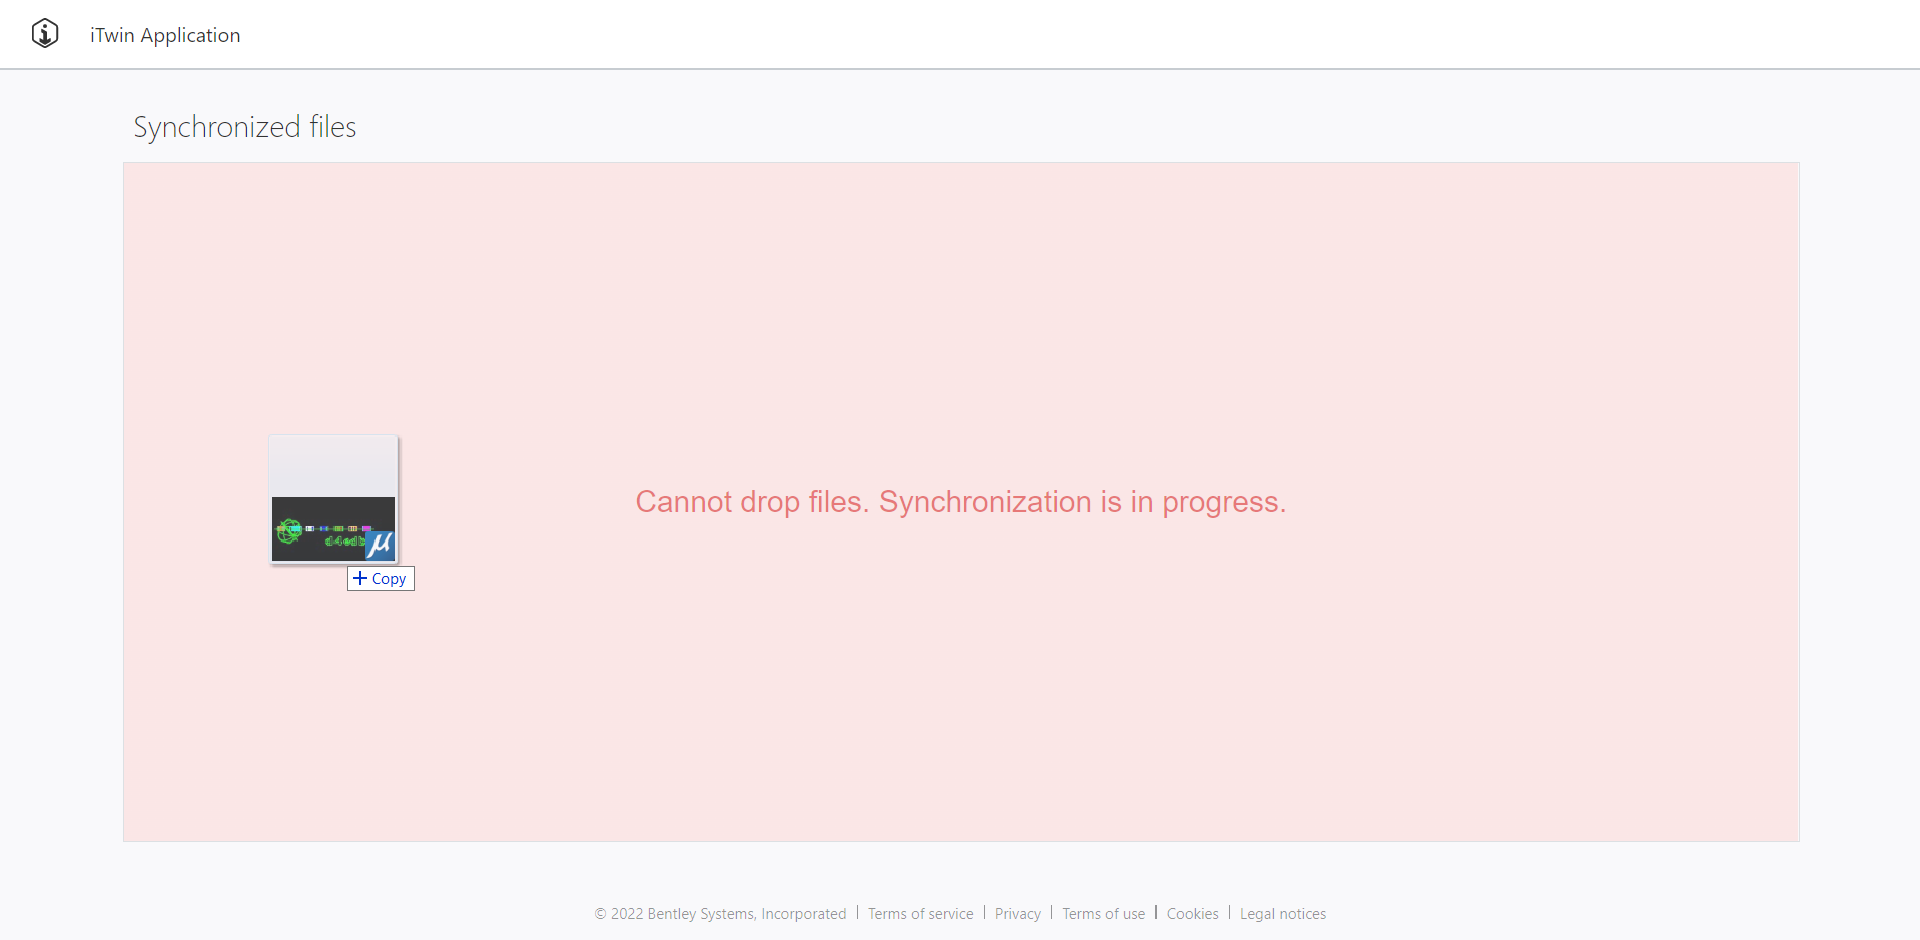 iTwin Application
Synchronized files
Cannot drop files. Synchronization is in progress.
d4edb
Copy
© 2022 Bentley Systems, Incorporated | Terms of service | Privacy | Terms of use | Cookies | Legal notices